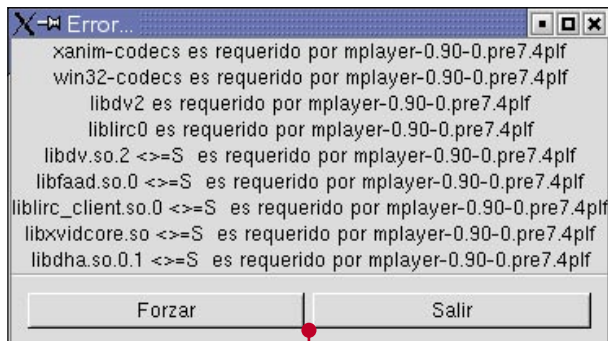 Error...
xanim-codecs es requerido por mplayer-0.90-0.pre7.4plf
win32-codecs es requerido por mplayer-0.90-0.pre7.4plf
libdv2 es requerido por mplayer-0.90-0.pre7.4plf
liblirc0 es requerido por mplayer-0.90-0.pre7.4plf
libdv.so.2 <>=S es requerido por mplayer-0.90-0.pre7.4plf
libfaad.so.0 <>=S es requerido por mplayer-0.90-0.pre7.4plf
liblirc_client.so.0 <>=S es requerido por mplayer-0.90-0.pre7.4plf
libxvidcore.so <>=S es requerido por mplayer-0.90-0.pre7.4plf
libdha.so.0.1 <>=S es requerido por mplayer-0.90-0.pre7.4plf
Forzar Salir